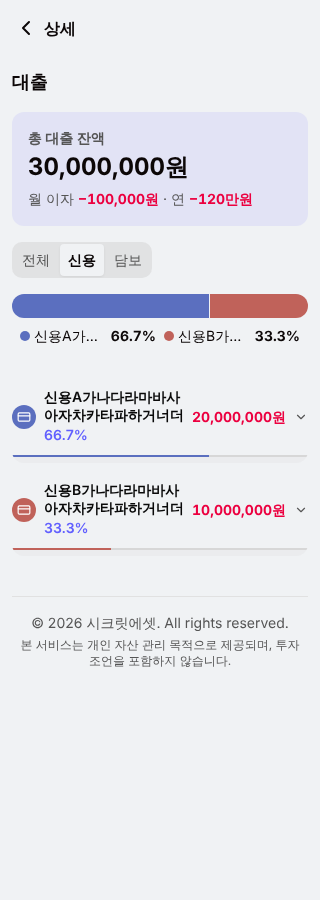 상세
대출
총 대출 잔액
30,000,000원
월 이자 −100,000원 · 연 −120만원
전체 신용 담보
신용A가... 66.7% 신용B가... 33.3%
신용A가나다라마바사
아자차카타파하거너더 20,000,000원
66.7%
신용B가나다라마바사
아자차카타파하거너더 10,000,000원
33.3%
© 2026 시크릿에셋. All rights reserved.
본 서비스는 개인 자산 관리 목적으로 제공되며, 투자
조언을 포함하지 않습니다.